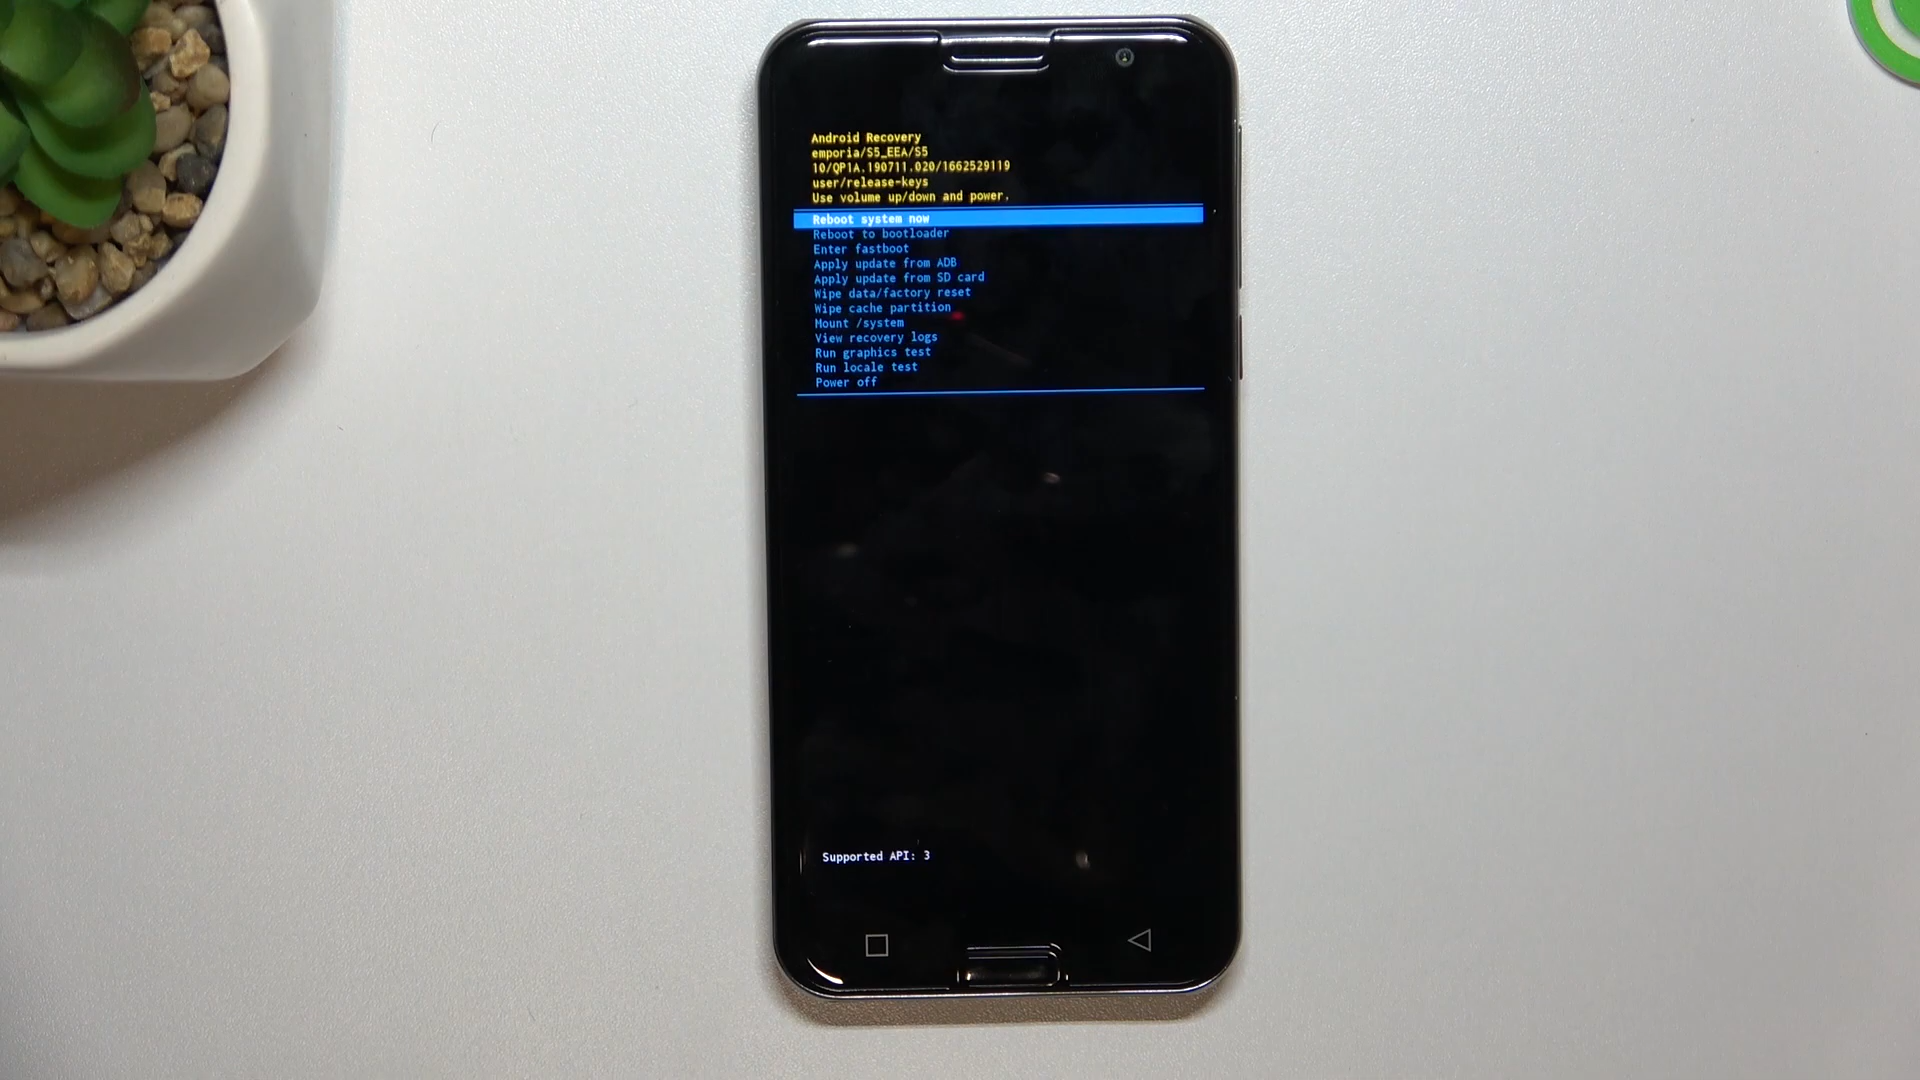 Android Recovery
emporia/S5_EEA/S5
10/QP1A.190711.020/1662529119
user/release-keys
Use volume up/down and power.
Reboot system now
Reboot to bootloader
Enter fastboot
Apply update from ADB
Apply update from SD card
Wipe data/factory reset
Wipe cache partition
Mount /system
View recovery logs
Run graphics test
Run locale test
Power off
Supported API: 3